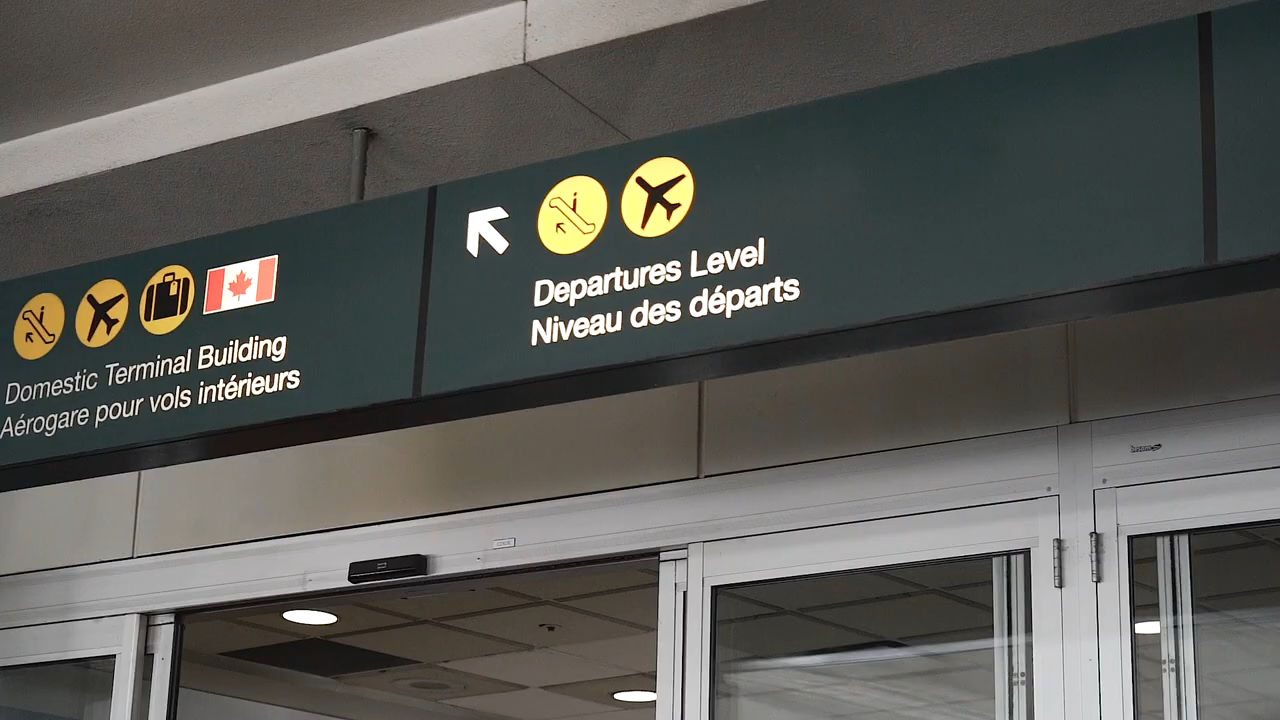 Domestic Terminal Building
Aérogare pour vols intérieurs
Departures Level
Niveau des départs